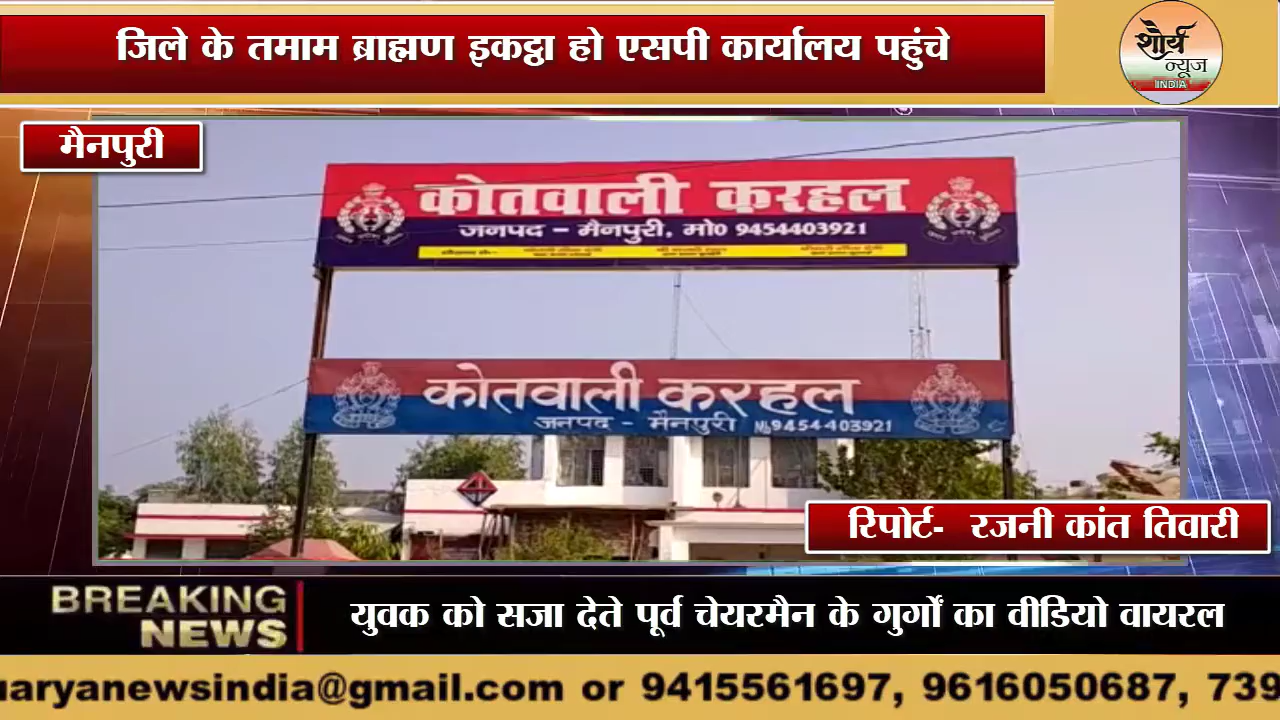 जिले के तमाम ब्राह्मण इकट्ठा हो एसपी कार्यालय पहुंचे
शौर्य
न्यूज
INDIA
मैनपुरी
कोतवाली करहल
जनपद - मैनपुरी, मो0 9454403921
कोतवाली करहल
जनपद - मैनपुरी 9454403921
रिपोर्ट- रजनी कांत तिवारी
BREAKING
NEWS
युवक को सजा देते पूर्व चेयरमैन के गुर्गों का वीडियो वायरल
uaryanewsindia@gmail.com or 9415561697, 9616050687, 739